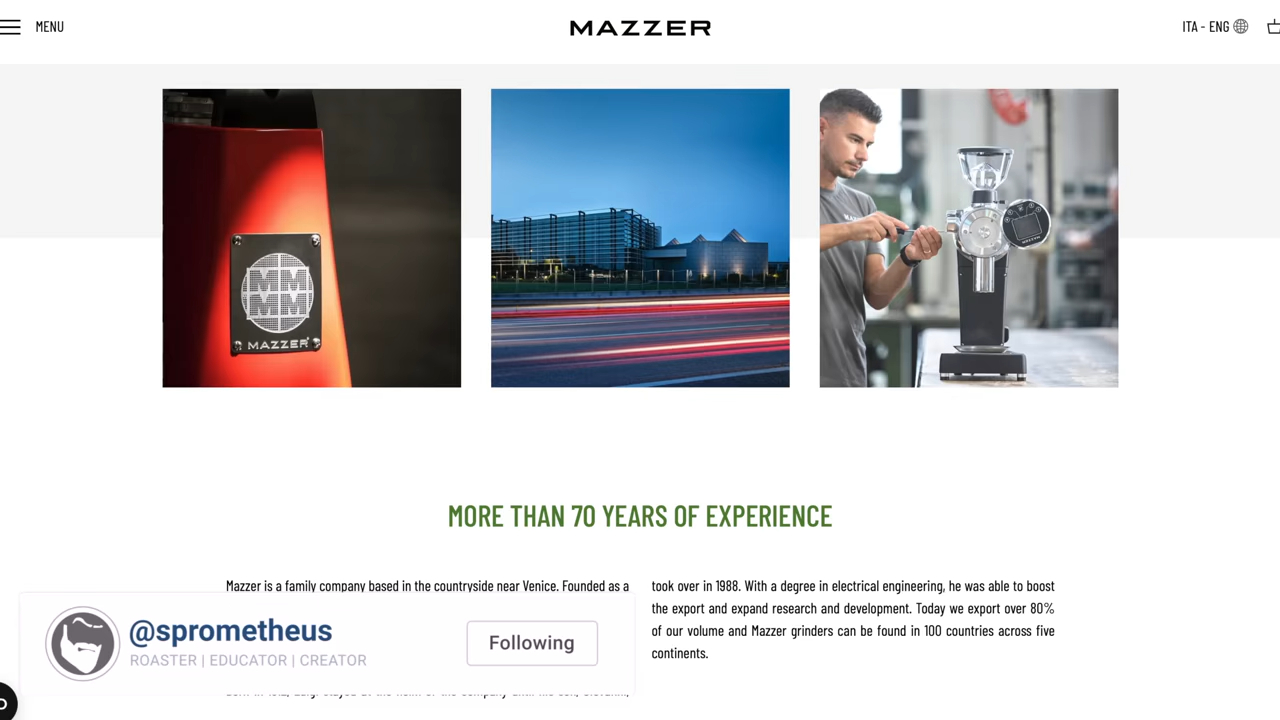 MENU
MAZZER
ITA - ENG
MAZZER
MORE THAN 70 YEARS OF EXPERIENCE
Mazzer is a family company based in the countryside near Venice. Founded as a
took over in 1988. With a degree in electrical engineering, he was able to boost
the export and expand research and development. Today we export over 80%
of our volume and Mazzer grinders can be found in 100 countries across five
continents.
@sprometheus
ROASTER | EDUCATOR | CREATOR
Following